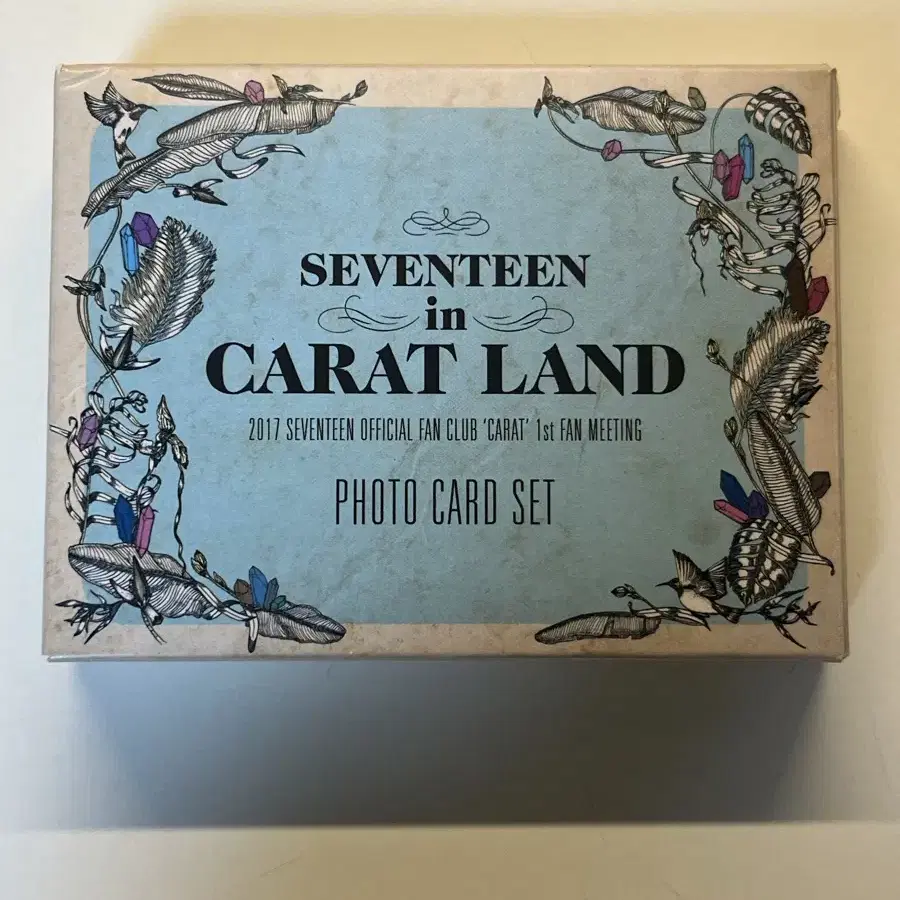 SEVENTEEN
in
CARAT LAND
2017 SEVENTEEN OFFICIAL FAN CLUB 'CARAT' 1st FAN MEETING
PHOTO CARD SET